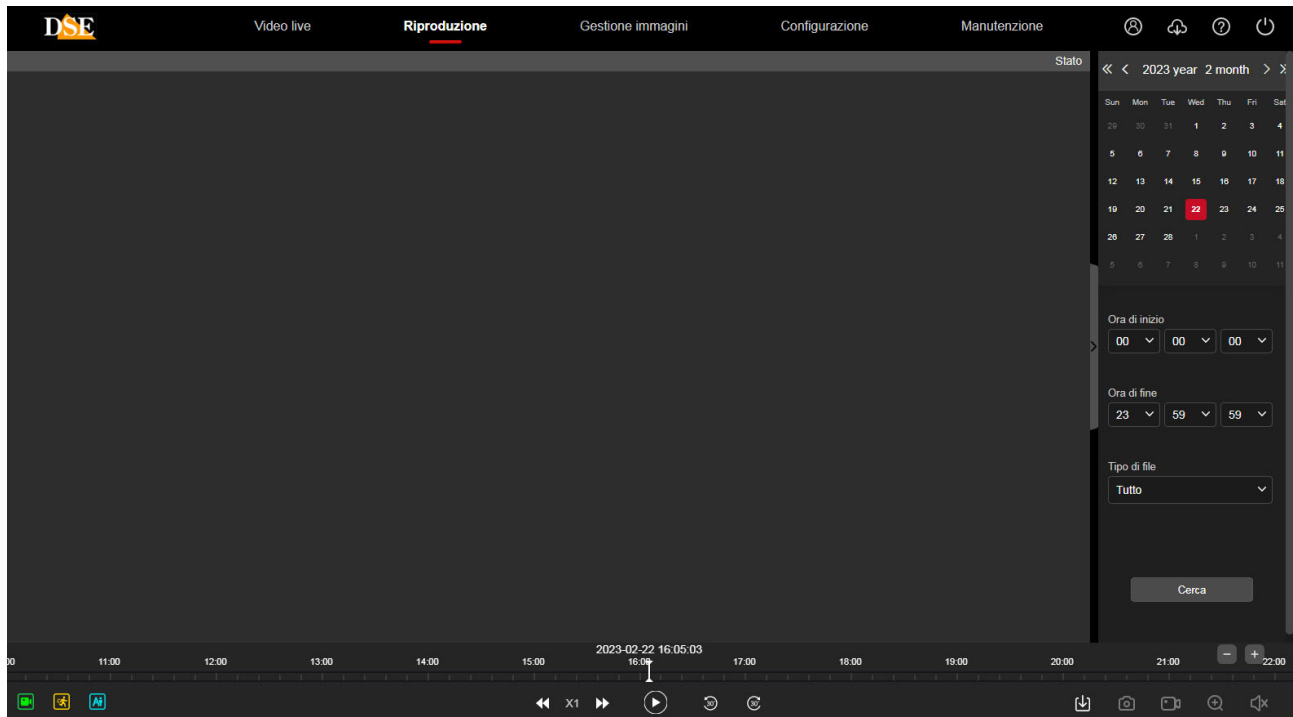 DSE
Video live
Riproduzione
Gestione immagini
Configurazione
Manutenzione
Stato
2023 year 2 month
Sun Mon Tue Wed Thu Fri Sat
29 30 31 1 2 3 4
5 6 7 8 9 10 11
12 13 14 15 16 17 18
19 20 21 22 23 24 25
26 27 28 1 2 3 4
5 6 7 8 9 10 11
Ora di inizio
00 00 00
Ora di fine
23 59 59
Tipo di file
Tutto
Cerca
2023-02-22 16:05:03
00 11:00 12:00 13:00 14:00 15:00 16:00 17:00 18:00 19:00 20:00 21:00 22:00
AI X1 30 30